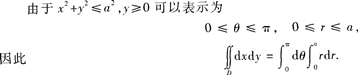 由于 x²+y²≤a²,y≥0 可以表示为
0 ≤ θ ≤ π, 0 ≤ r ≤ a,
因此 ∬_D dxdy = ∫_0^π dθ∫_0^a rdr.